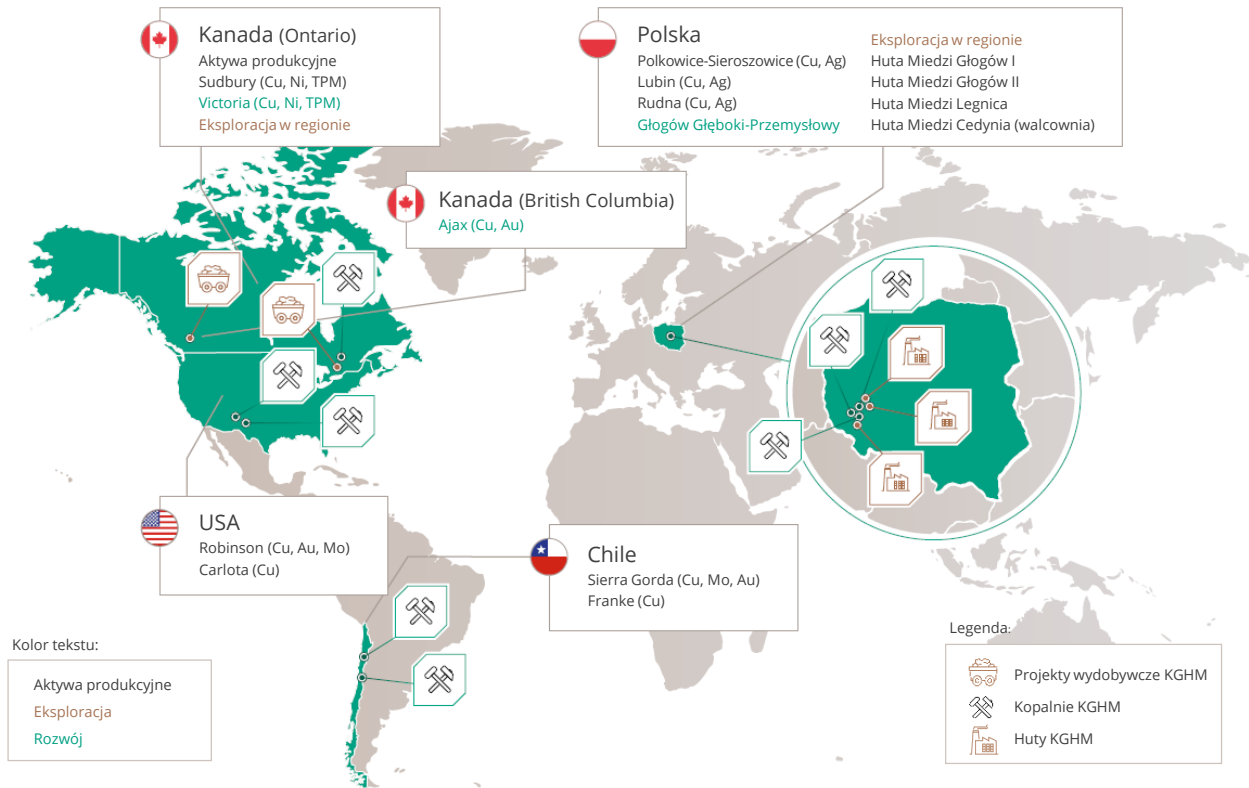 Kanada (Ontario)
Aktywa produkcyjne
Sudbury (Cu, Ni, TPM)
Victoria (Cu, Ni, TPM)
Eksploracja w regionie
Polska
Polkowice-Sieroszowice (Cu, Ag)
Lubin (Cu, Ag)
Rudna (Cu, Ag)
Głogów Głęboki-Przemysłowy
Eksploracja w regionie
Huta Miedzi Głogów I
Huta Miedzi Głogów II
Huta Miedzi Legnica
Huta Miedzi Cedynia (walcownia)
Kanada (British Columbia)
Ajax (Cu, Au)
USA
Robinson (Cu, Au, Mo)
Carlota (Cu)
Chile
Sierra Gorda (Cu, Mo, Au)
Franke (Cu)
Kolor tekstu:
Aktywa produkcyjne
Eksploracja
Rozwój
Legenda:
Projekty wydobywcze KGHM
Kopalnie KGHM
Huty KGHM